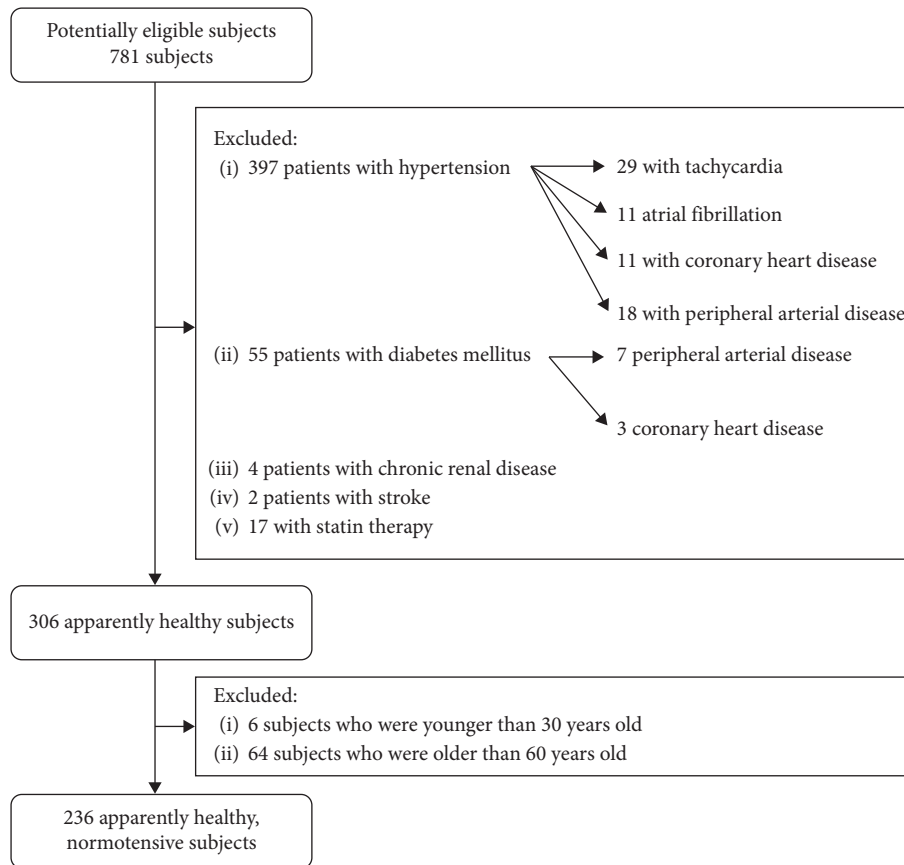 Potentially eligible subjects
781 subjects
Excluded:
(i) 397 patients with hypertension
29 with tachycardia
11 atrial fibrillation
11 with coronary heart disease
18 with peripheral arterial disease
(ii) 55 patients with diabetes mellitus
7 peripheral arterial disease
3 coronary heart disease
(iii) 4 patients with chronic renal disease
(iv) 2 patients with stroke
(v) 17 with statin therapy
306 apparently healthy subjects
Excluded:
(i) 6 subjects who were younger than 30 years old
(ii) 64 subjects who were older than 60 years old
236 apparently healthy,
normotensive subjects